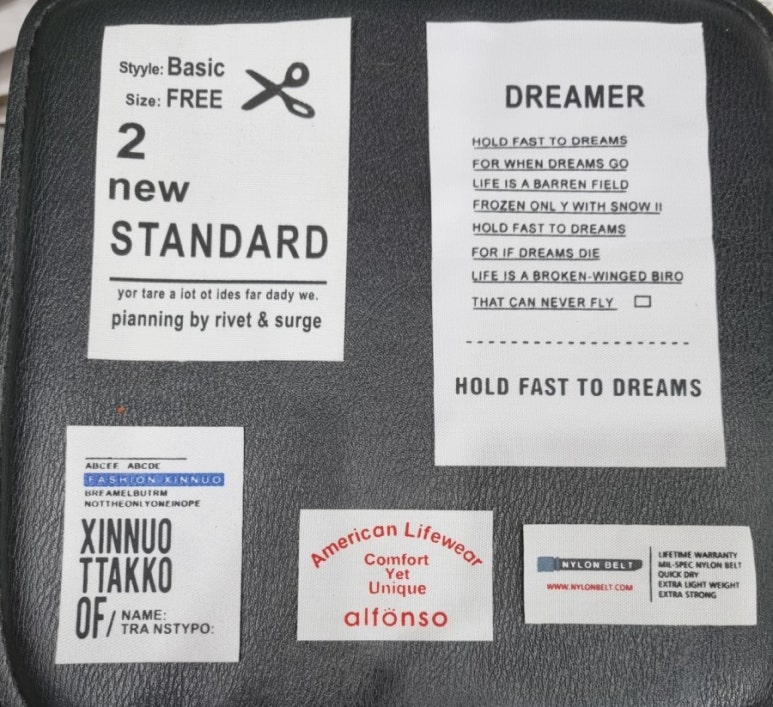 Styyle: Basic
Size: FREE
2
new
STANDARD
yor tare a iot ot ides far dady we.
pianning by rivet & surge
DREAMER
HOLD FAST TO DREAMS
FOR WHEN DREAMS GO
LIFE IS A BARREN FIELD
FROZEN ONL Y WITH SNOW II
HOLD FAST TO DREAMS
FOR IF DREAMS DIE
LIFE IS A BROKEN-WINGED BIRO
THAT CAN NEVER FLY
HOLD FAST TO DREAMS
ABCEF ABCDE
FASHION XINNUO
BREAMELBUTRM
NOTTHEONLYONEINOPE
XINNUO
TTAKKO
OF/ NAME:
TRA NSTYPO:
American Lifewear
Comfort
Yet
Unique
alfönso
NYLON BELT
WWW.NYLONBELT.COM
LIFETIME WARRANTY
MIL-SPEC NYLON BELT
QUICK DRY
EXTRA LIGHT WEIGHT
EXTRA STRONG